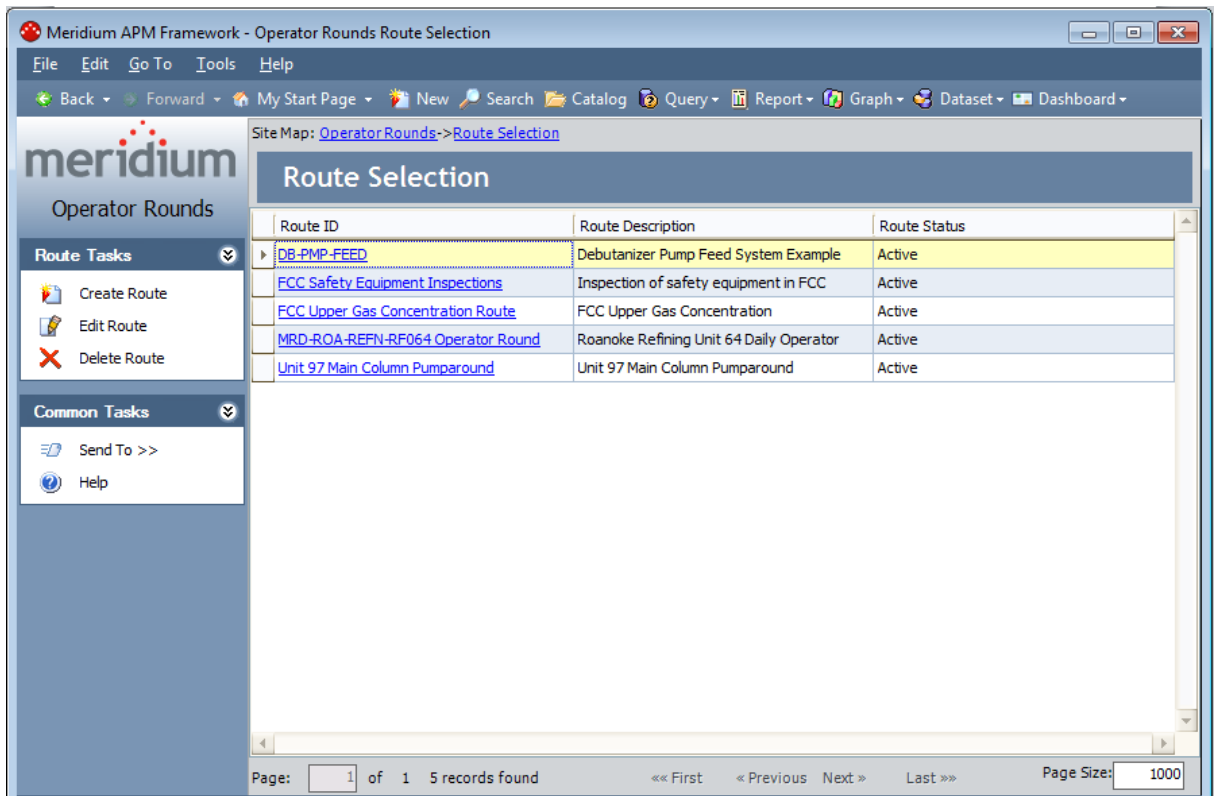 Meridium APM Framework - Operator Rounds Route Selection
File Edit Go To Tools Help
Back Forward My Start Page New Search Catalog Query Report Graph Dataset Dashboard
meridium
Operator Rounds
Route Tasks
Create Route
Edit Route
Delete Route
Common Tasks
Send To >>
Help
Site Map: Operator Rounds->Route Selection
Route Selection
Route ID Route Description Route Status
DB-PMP-FEED Debutanizer Pump Feed System Example Active
FCC Safety Equipment Inspections Inspection of safety equipment in FCC Active
FCC Upper Gas Concentration Route FCC Upper Gas Concentration Active
MRD-ROA-REFN-RF064 Operator Round Roanoke Refining Unit 64 Daily Operator Active
Unit 97 Main Column Pumparound Unit 97 Main Column Pumparound Active
Page: 1 of 1 5 records found «« First « Previous Next » Last »» Page Size: 1000